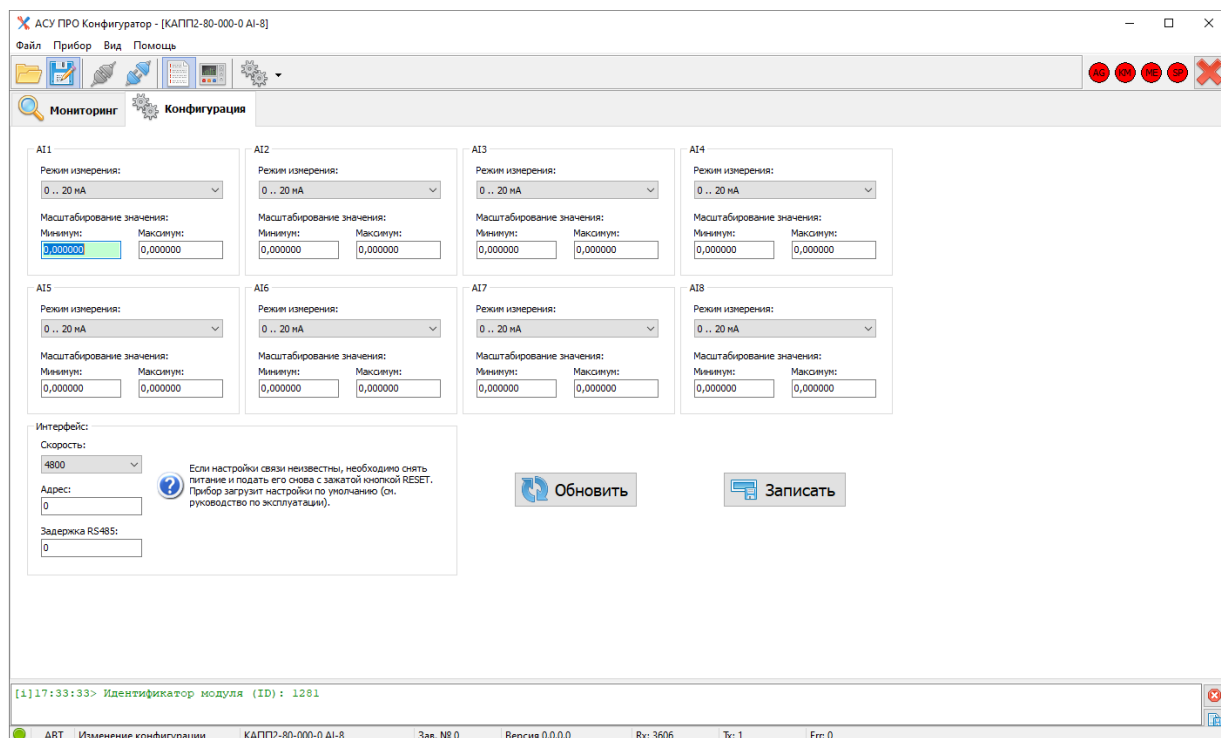 АСУ ПРО Конфигуратор - [КАПП2-80-000-0 AI-8]
Файл Прибор Вид Помощь
AG KM ME SP
Мониторинг Конфигурация
AI1 AI2 AI3 AI4
Режим измерения: Режим измерения: Режим измерения: Режим измерения:
0 .. 20 мА 0 .. 20 мА 0 .. 20 мА 0 .. 20 мА
Масштабирование значения: Масштабирование значения: Масштабирование значения: Масштабирование значения:
Минимум: Максимум: Минимум: Максимум: Минимум: Максимум: Минимум: Максимум:
0,000000 0,000000 0,000000 0,000000 0,000000 0,000000 0,000000 0,000000
AI5 AI6 AI7 AI8
Режим измерения: Режим измерения: Режим измерения: Режим измерения:
0 .. 20 мА 0 .. 20 мА 0 .. 20 мА 0 .. 20 мА
Масштабирование значения: Масштабирование значения: Масштабирование значения: Масштабирование значения:
Минимум: Максимум: Минимум: Максимум: Минимум: Максимум: Минимум: Максимум:
0,000000 0,000000 0,000000 0,000000 0,000000 0,000000 0,000000 0,000000
Интерфейс:
Скорость:
4800
Адрес:
0
Задержка RS485:
0
Если настройки связи неизвестны, необходимо снять
питание и подать его снова с зажатой кнопкой RESET.
Прибор загрузит настройки по умолчанию (см.
руководство по эксплуатации).
Обновить
Записать
[i]17:33:33> Идентификатор модуля (ID): 1281
АВТ Изменение конфигурации КАПП2-80-000-0 AI-8 Зав. № 0 Версия 0.0.0.0 Rx: 3606 Tx: 1 Err: 0